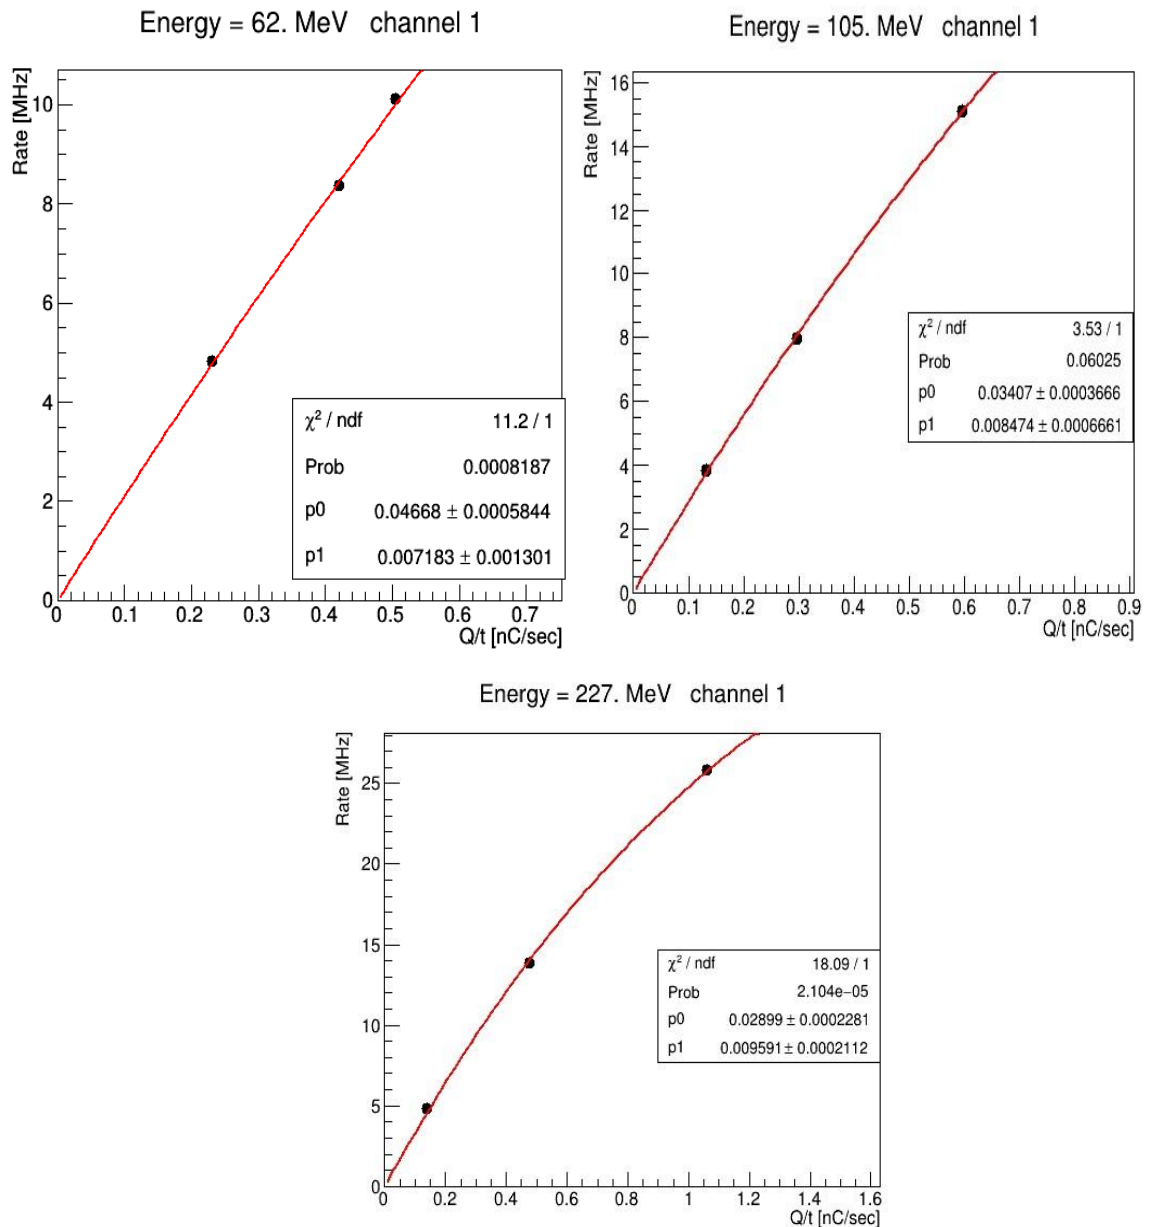 Energy = 62. MeV channel 1
Rate [MHz]
10
8
6
4
2
0
0 0.1 0.2 0.3 0.4 0.5 0.6 0.7
Q/t [nC/sec]
χ² / ndf 11.2 / 1
Prob 0.0008187
p0 0.04668 ± 0.0005844
p1 0.007183 ± 0.001301
Energy = 105. MeV channel 1
Rate [MHz]
16
14
12
10
8
6
4
2
0
0 0.1 0.2 0.3 0.4 0.5 0.6 0.7 0.8 0.9
Q/t [nC/sec]
χ² / ndf 3.53 / 1
Prob 0.06025
p0 0.03407 ± 0.0003666
p1 0.008474 ± 0.0006661
Energy = 227. MeV channel 1
Rate [MHz]
25
20
15
10
5
0
0 0.2 0.4 0.6 0.8 1 1.2 1.4 1.6
Q/t [nC/sec]
χ² / ndf 18.09 / 1
Prob 2.104e−05
p0 0.02899 ± 0.0002281
p1 0.009591 ± 0.0002112